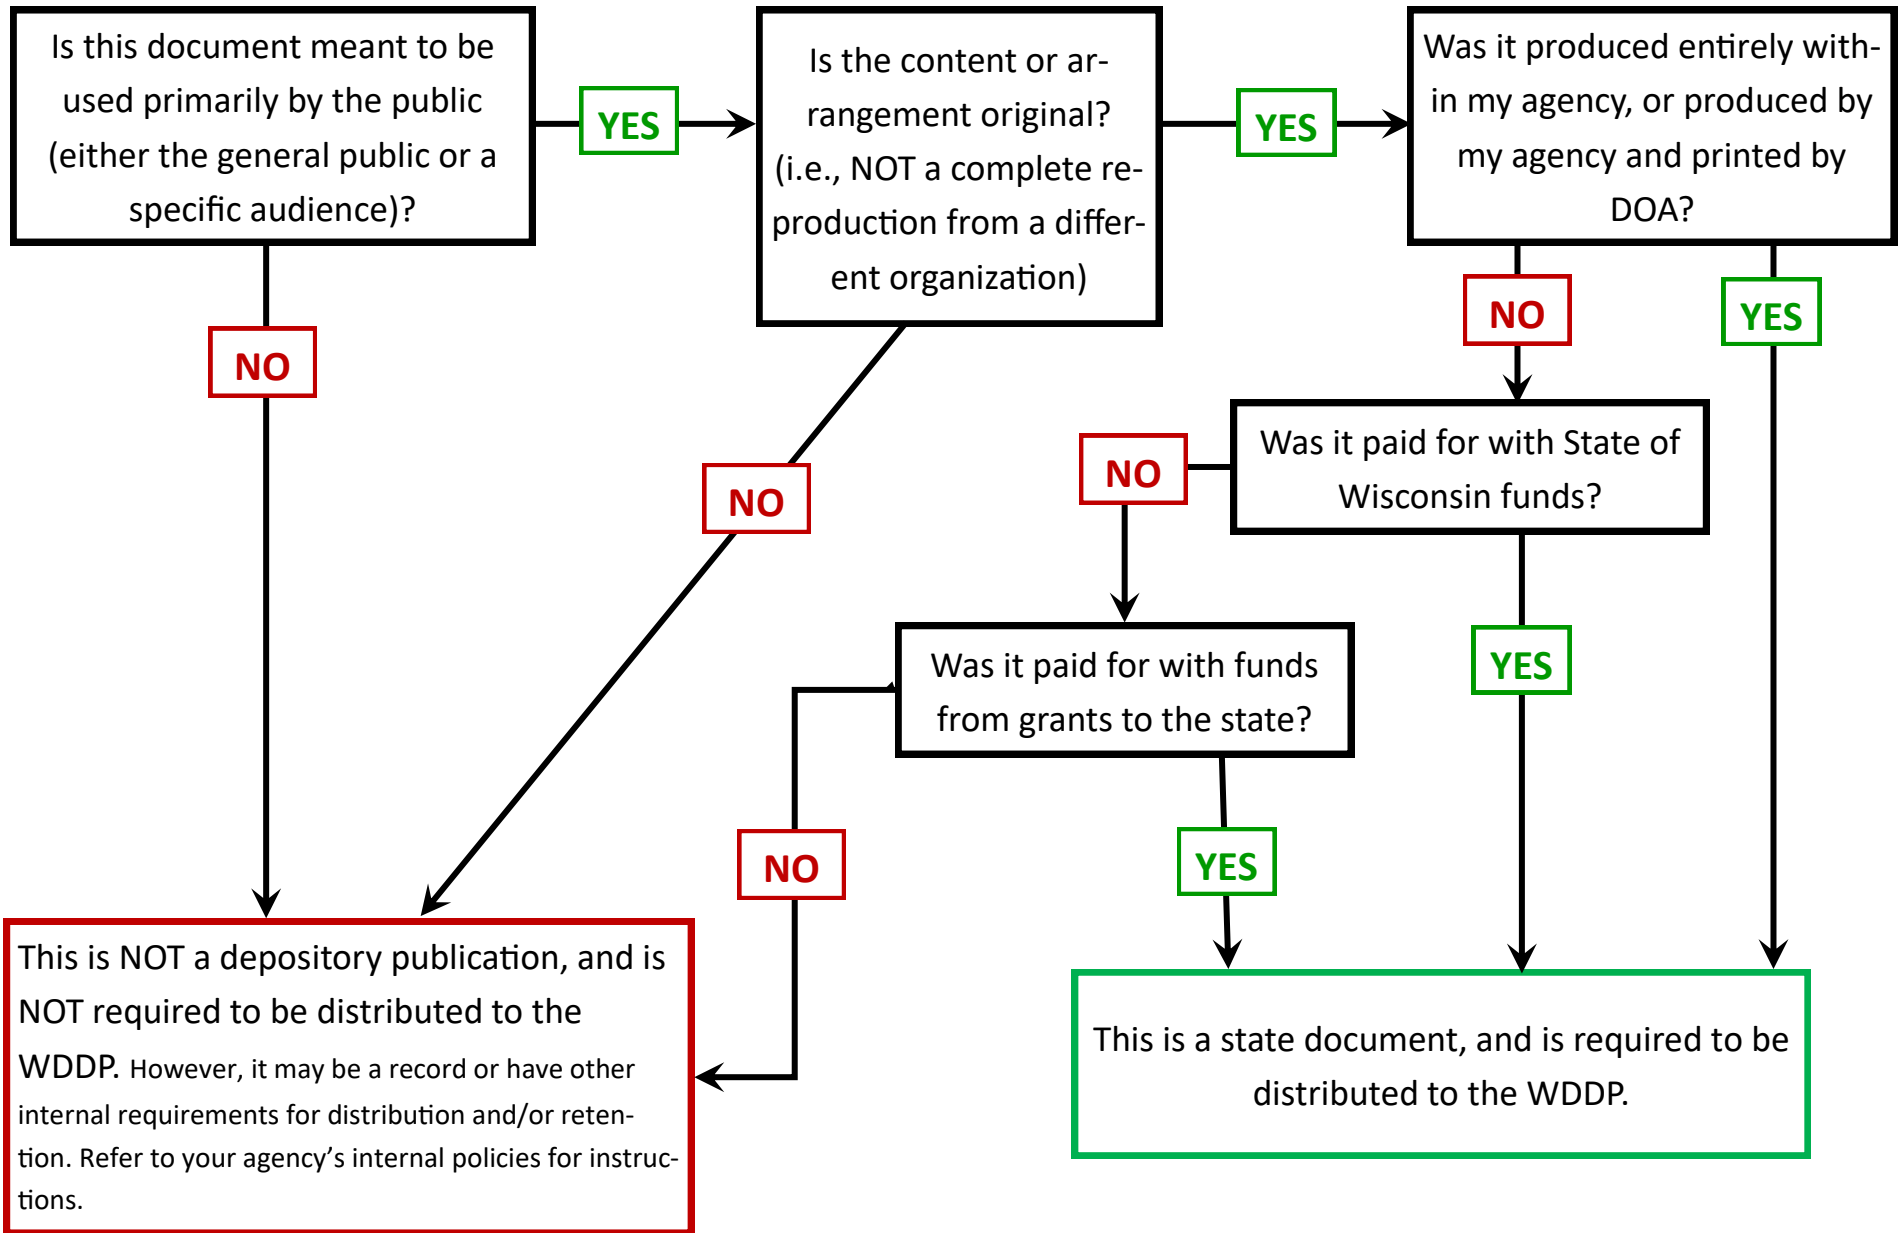 Is this document meant to be
used primarily by the public
(either the general public or a
specific audience)?
YES
Is the content or ar-
rangement original?
(i.e., NOT a complete re-
production from a differ-
ent organization)
YES
Was it produced entirely with-
in my agency, or produced by
my agency and printed by
DOA?
NO
NO
NO
YES
Was it paid for with State of
Wisconsin funds?
NO
YES
Was it paid for with funds
from grants to the state?
NO
YES
This is NOT a depository publication, and is
NOT required to be distributed to the
WDDP. However, it may be a record or have other
internal requirements for distribution and/or reten-
tion. Refer to your agency’s internal policies for instruc-
tions.
This is a state document, and is required to be
distributed to the WDDP.